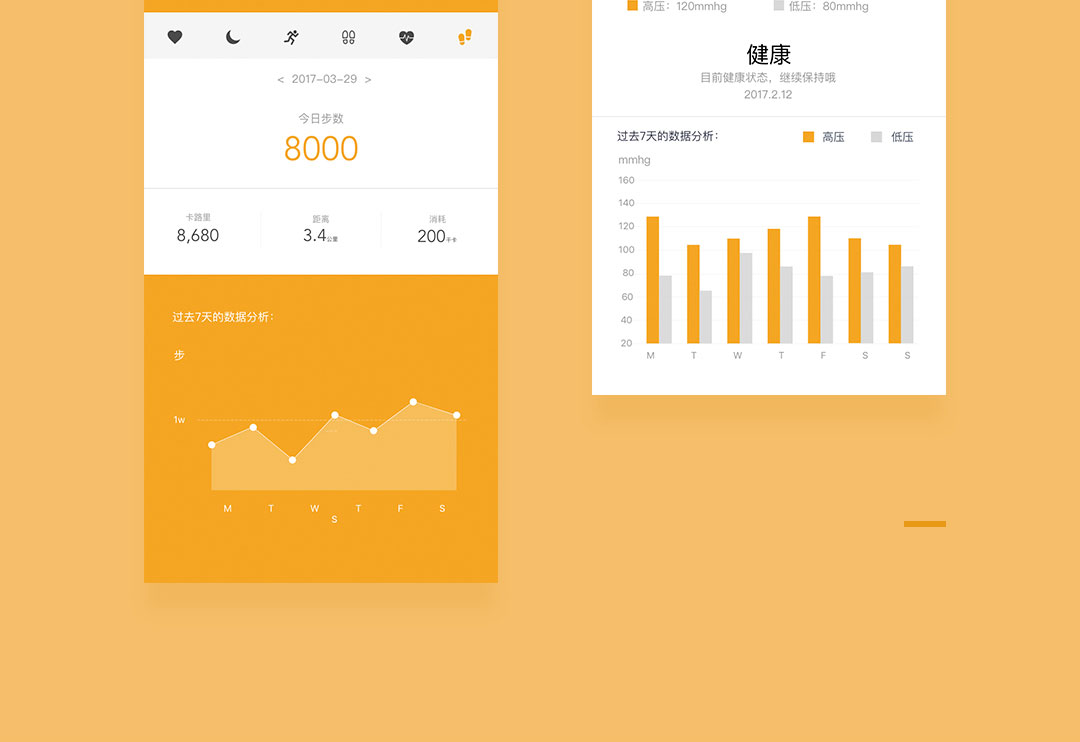 < 2017-03-29 >
今日步数
8000
卡路里 距离 消耗
8,680 3.4公里 200千卡
过去7天的数据分析:
步
1w
M T W T F S
S
高压: 120mmhg 低压: 80mmhg
健康
目前健康状态, 继续保持哦
2017.2.12
过去7天的数据分析: 高压 低压
mmhg
160
140
120
100
80
60
40
20
M T W T F S S